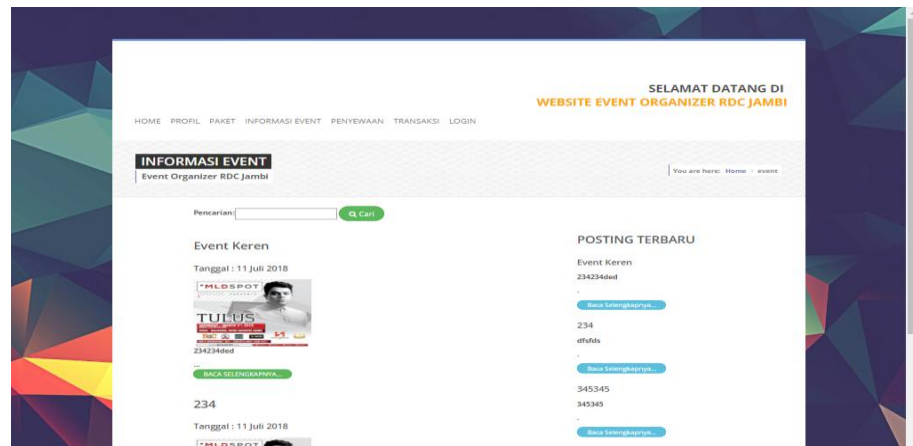 SELAMAT DATANG DI
WEBSITE EVENT ORGANIZER RDC JAMBI
HOME PROFIL PAKET INFORMASI EVENT PENYEWAAN TRANSAKSI LOGIN
INFORMASI EVENT
Event Organizer RDC Jambi
You are here: Home event
Pencarian:
Cari
Event Keren
Tanggal : 11 Juli 2018
MLDSPOT
TULUS
234234ded
...
BACA SELENGKAPNYA...
234
Tanggal : 11 Juli 2018
MLDSPOT
POSTING TERBARU
Event Keren
234234ded
.
Baca Selengkapnya...
234
dfsfds
.
Baca Selengkapnya...
345345
345345
.
Baca Selengkapnya...